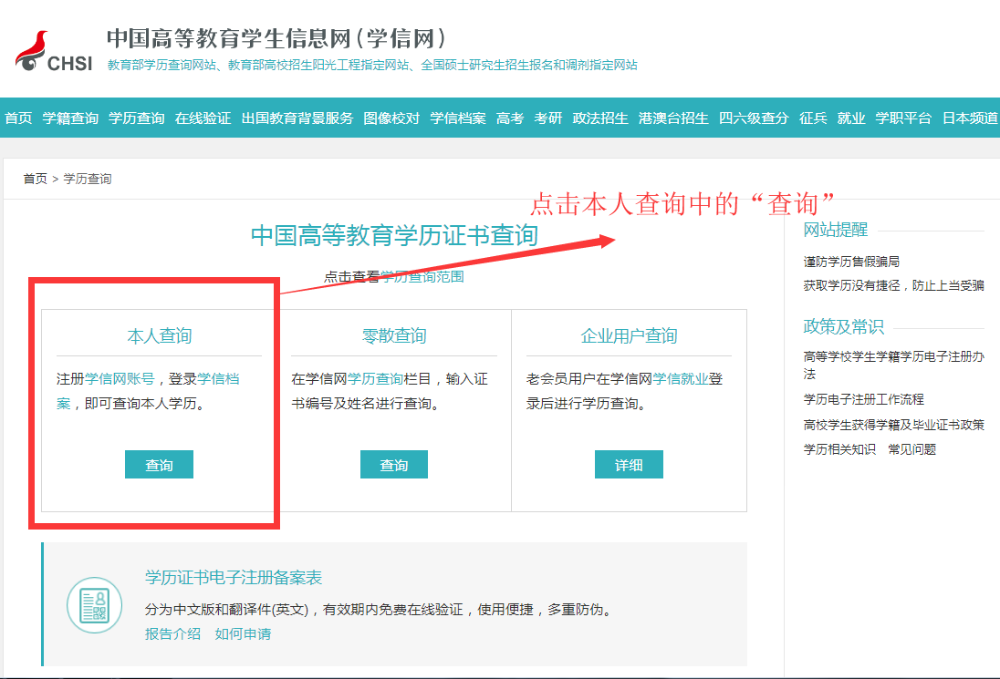 CHSI
中国高等教育学生信息网(学信网)
教育部学历查询网站、教育部高校招生阳光工程指定网站、全国硕士研究生招生报名和调剂指定网站
首页 学籍查询 学历查询 在线验证 出国教育背景服务 图像校对 学信档案 高考 考研 政法招生 港澳台招生 四六级查分 征兵 就业 学职平台 日本频道
首页 > 学历查询
点击本人查询中的“查询”
中国高等教育学历证书查询
点击查看学历查询范围
本人查询
注册学信网账号，登录学信档
案，即可查询本人学历。
查询
零散查询
在学信网学历查询栏目，输入证
书编号及姓名进行查询。
查询
企业用户查询
老会员用户在学信网学信就业登
录后进行学历查询。
详细
学历证书电子注册备案表
分为中文版和翻译件(英文)，有效期内免费在线验证，使用便捷，多重防伪。
报告介绍 如何申请
网站提醒
谨防学历售假骗局
获取学历没有捷径，防止上当受骗
政策及常识
高等学校学生学籍学历电子注册办
法
学历电子注册工作流程
高校学生获得学籍及毕业证书政策
学历相关知识 常见问题